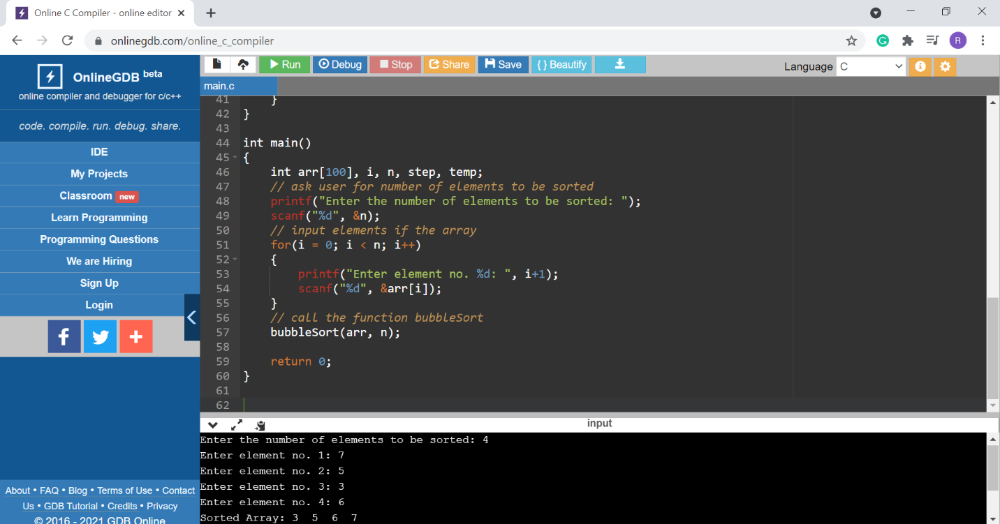 Online C Compiler - online editor
onlinegdb.com/online_c_compiler
R
OnlineGDB beta
online compiler and debugger for c/c++
code. compile. run. debug. share.
IDE
My Projects
Classroom new
Learn Programming
Programming Questions
We are Hiring
Sign Up
Login
About • FAQ • Blog • Terms of Use • Contact
Us • GDB Tutorial • Credits • Privacy
© 2016 - 2021 GDB Online
Run Debug Stop Share Save {} Beautify
Language C
main.c
41 }
42 }
43
44 int main()
45 {
46 int arr[100], i, n, step, temp;
47 // ask user for number of elements to be sorted
48 printf("Enter the number of elements to be sorted: ");
49 scanf("%d", &n);
50 // input elements if the array
51 for(i = 0; i < n; i++)
52 {
53 printf("Enter element no. %d: ", i+1);
54 scanf("%d", &arr[i]);
55 }
56 // call the function bubbleSort
57 bubbleSort(arr, n);
58
59 return 0;
60 }
61
62
input
Enter the number of elements to be sorted: 4
Enter element no. 1: 7
Enter element no. 2: 5
Enter element no. 3: 3
Enter element no. 4: 6
Sorted Array: 3 5 6 7